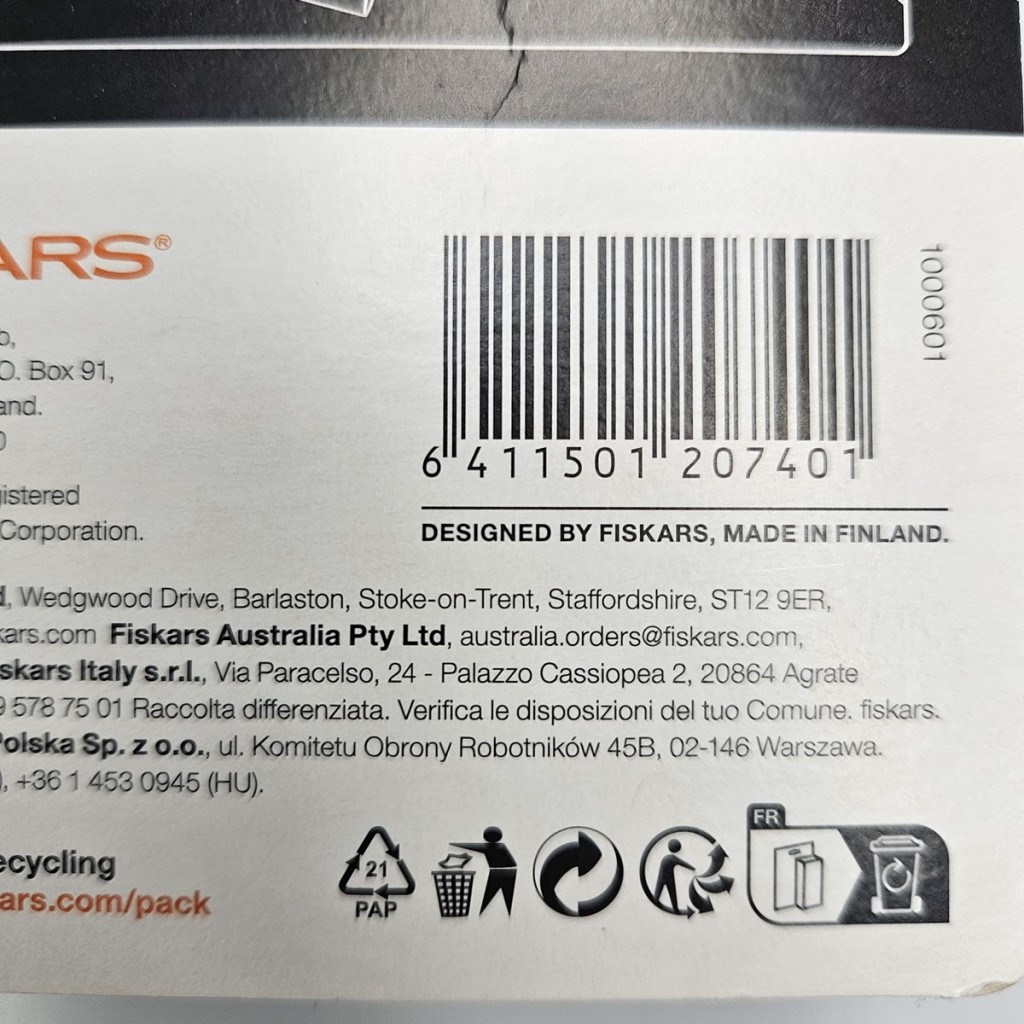 ARS®
1000601
O. Box 91,
and.
6 411501 207401
istered
Corporation.
DESIGNED BY FISKARS, MADE IN FINLAND.
, Wedgwood Drive, Barlaston, Stoke-on-Trent, Staffordshire, ST12 9ER,
kars.com Fiskars Australia Pty Ltd, australia.orders@fiskars.com,
skars Italy s.r.l., Via Paracelso, 24 - Palazzo Cassiopea 2, 20864 Agrate
9 578 75 01 Raccolta differenziata. Verifica le disposizioni del tuo Comune. fiskars.
Polska Sp. z o.o., ul. Komitetu Obrony Robotników 45B, 02-146 Warszawa.
), +36 1 453 0945 (HU).
FR
ecycling
21
ars.com/pack
PAP